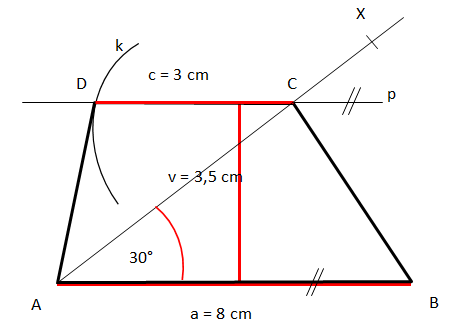 X
k
c = 3 cm
D
C
p
v = 3,5 cm
30°
A
B
a = 8 cm